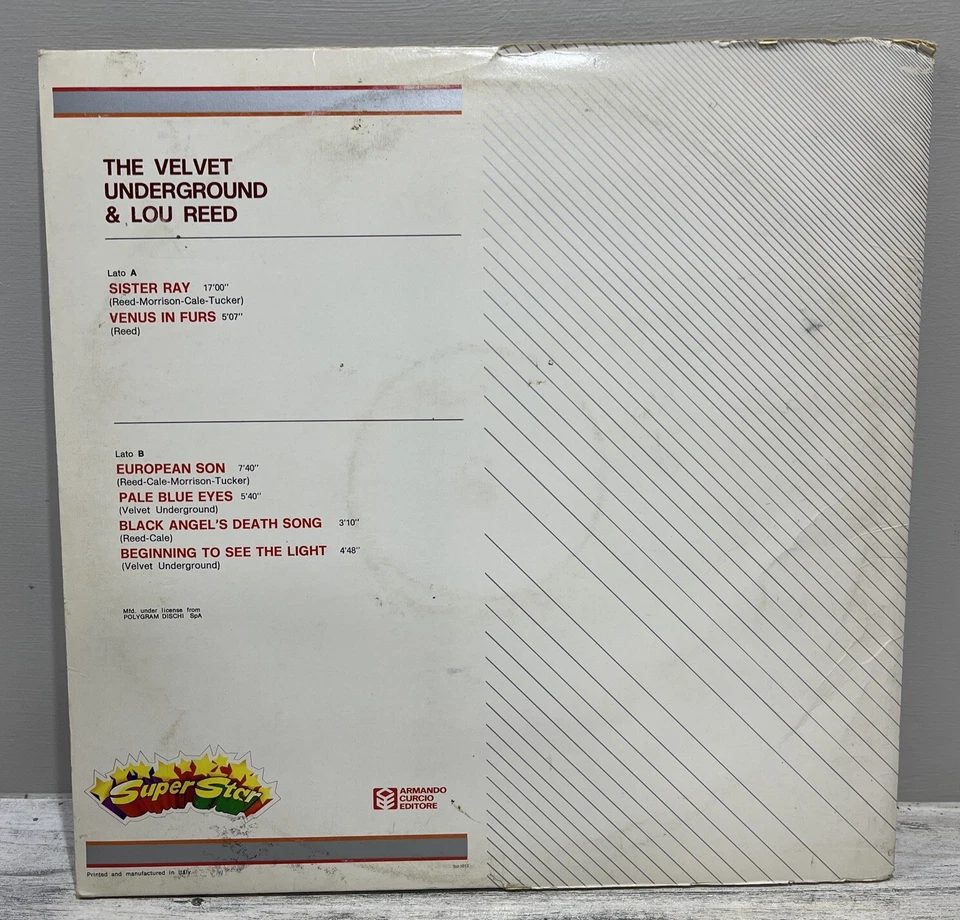 THE VELVET
UNDERGROUND
& LOU REED
Lato A
SISTER RAY 17'00"
(Reed-Morrison-Cale-Tucker)
VENUS IN FURS 5'07"
(Reed)
Lato B
EUROPEAN SON 7'40"
(Reed-Cale-Morrison-Tucker)
PALE BLUE EYES 5'40"
(Velvet Underground)
BLACK ANGEL'S DEATH SONG 3'10"
(Reed-Cale)
BEGINNING TO SEE THE LIGHT 4'48"
(Velvet Underground)
Mfd. under license from
POLYGRAM DISCHI SpA
Super Star
ARMANDO
CURCIO
EDITORE
Printed and manufactured in Italy